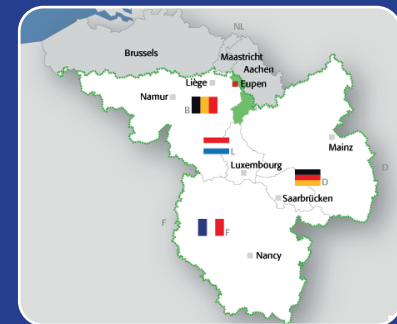 NL
Brussels
Maastricht
Aachen
Liège
Eupen
Namur
B
Mainz
L
Luxembourg
D
D
Saarbrücken
F
F
Nancy